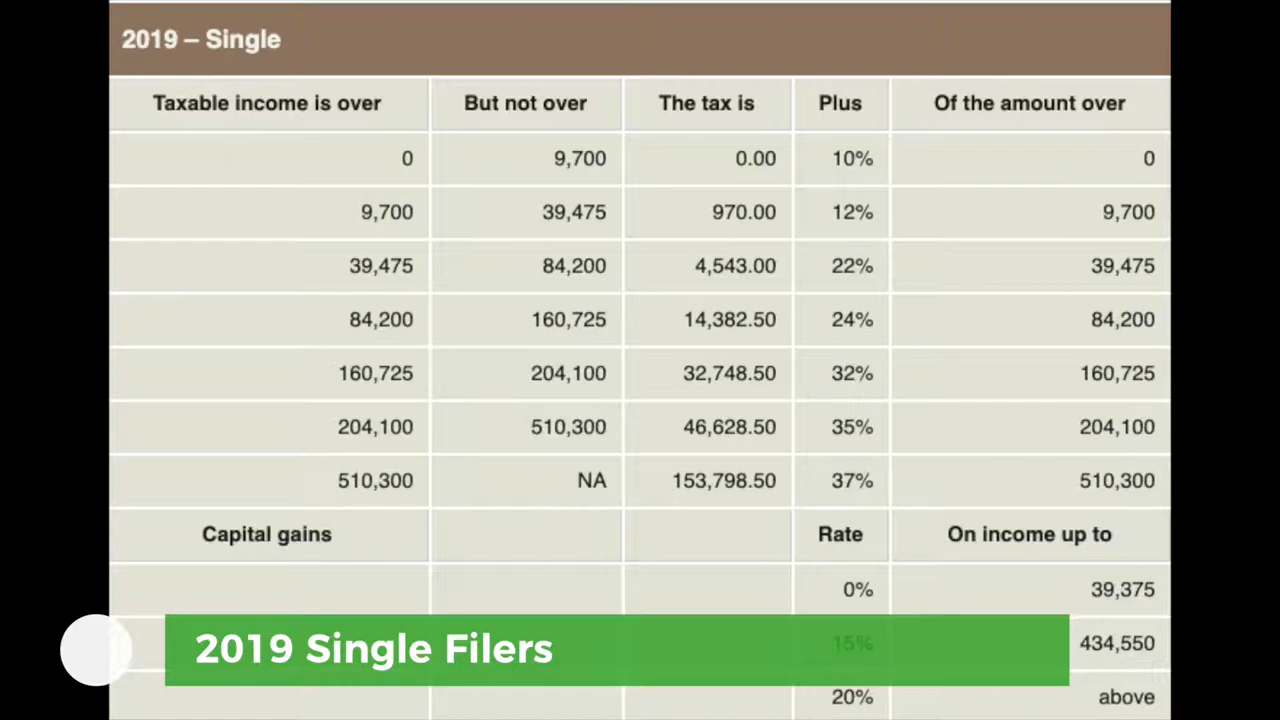 2019 – Single
Taxable income is over But not over The tax is Plus Of the amount over
0 9,700 0.00 10% 0
9,700 39,475 970.00 12% 9,700
39,475 84,200 4,543.00 22% 39,475
84,200 160,725 14,382.50 24% 84,200
160,725 204,100 32,748.50 32% 160,725
204,100 510,300 46,628.50 35% 204,100
510,300 NA 153,798.50 37% 510,300
Capital gains Rate On income up to
0% 39,375
2019 Single Filers 15% 434,550
20% above